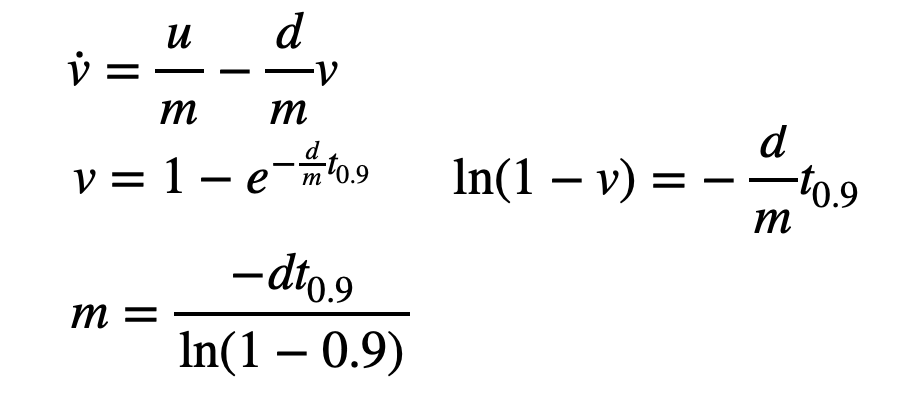 v̇ = u/m − d/m v
v = 1 − e^(−d/m t_0.9)    ln(1 − v) = −d/m t_0.9
m = −dt_0.9 / ln(1 − 0.9)